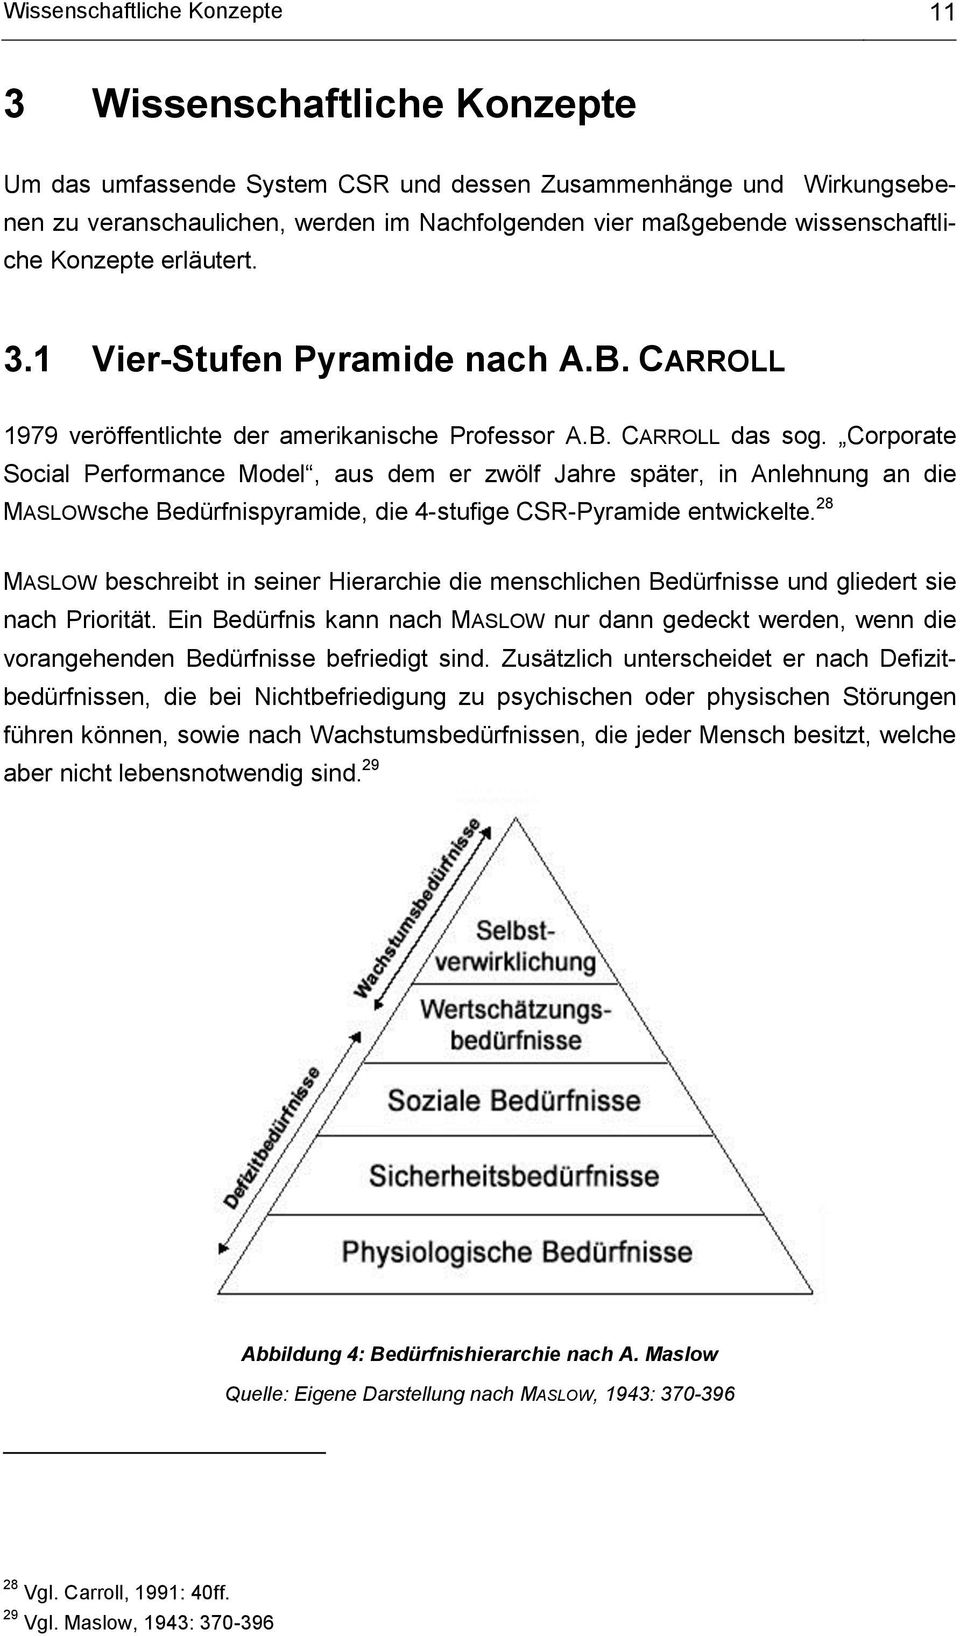 Wissenschaftliche Konzepte 11
3 Wissenschaftliche Konzepte
Um das umfassende System CSR und dessen Zusammenhänge und Wirkungsebe-
nen zu veranschaulichen, werden im Nachfolgenden vier maßgebende wissenschaftli-
che Konzepte erläutert.
3.1 Vier-Stufen Pyramide nach A.B. CARROLL
1979 veröffentlichte der amerikanische Professor A.B. CARROLL das sog. „Corporate
Social Performance Model“, aus dem er zwölf Jahre später, in Anlehnung an die
MASLOWsche Bedürfnispyramide, die 4-stufige CSR-Pyramide entwickelte.28
MASLOW beschreibt in seiner Hierarchie die menschlichen Bedürfnisse und gliedert sie
nach Priorität. Ein Bedürfnis kann nach MASLOW nur dann gedeckt werden, wenn die
vorangehenden Bedürfnisse befriedigt sind. Zusätzlich unterscheidet er nach Defizit-
bedürfnissen, die bei Nichtbefriedigung zu psychischen oder physischen Störungen
führen können, sowie nach Wachstumsbedürfnissen, die jeder Mensch besitzt, welche
aber nicht lebensnotwendig sind.29
Wachstumsbedürfnisse
Selbst-
verwirklichung
Wertschätzungs-
bedürfnisse
Defizitbedürfnisse
Soziale Bedürfnisse
Sicherheitsbedürfnisse
Physiologische Bedürfnisse
Abbildung 4: Bedürfnishierarchie nach A. Maslow
Quelle: Eigene Darstellung nach MASLOW, 1943: 370-396
28 Vgl. Carroll, 1991: 40ff.
29 Vgl. Maslow, 1943: 370-396